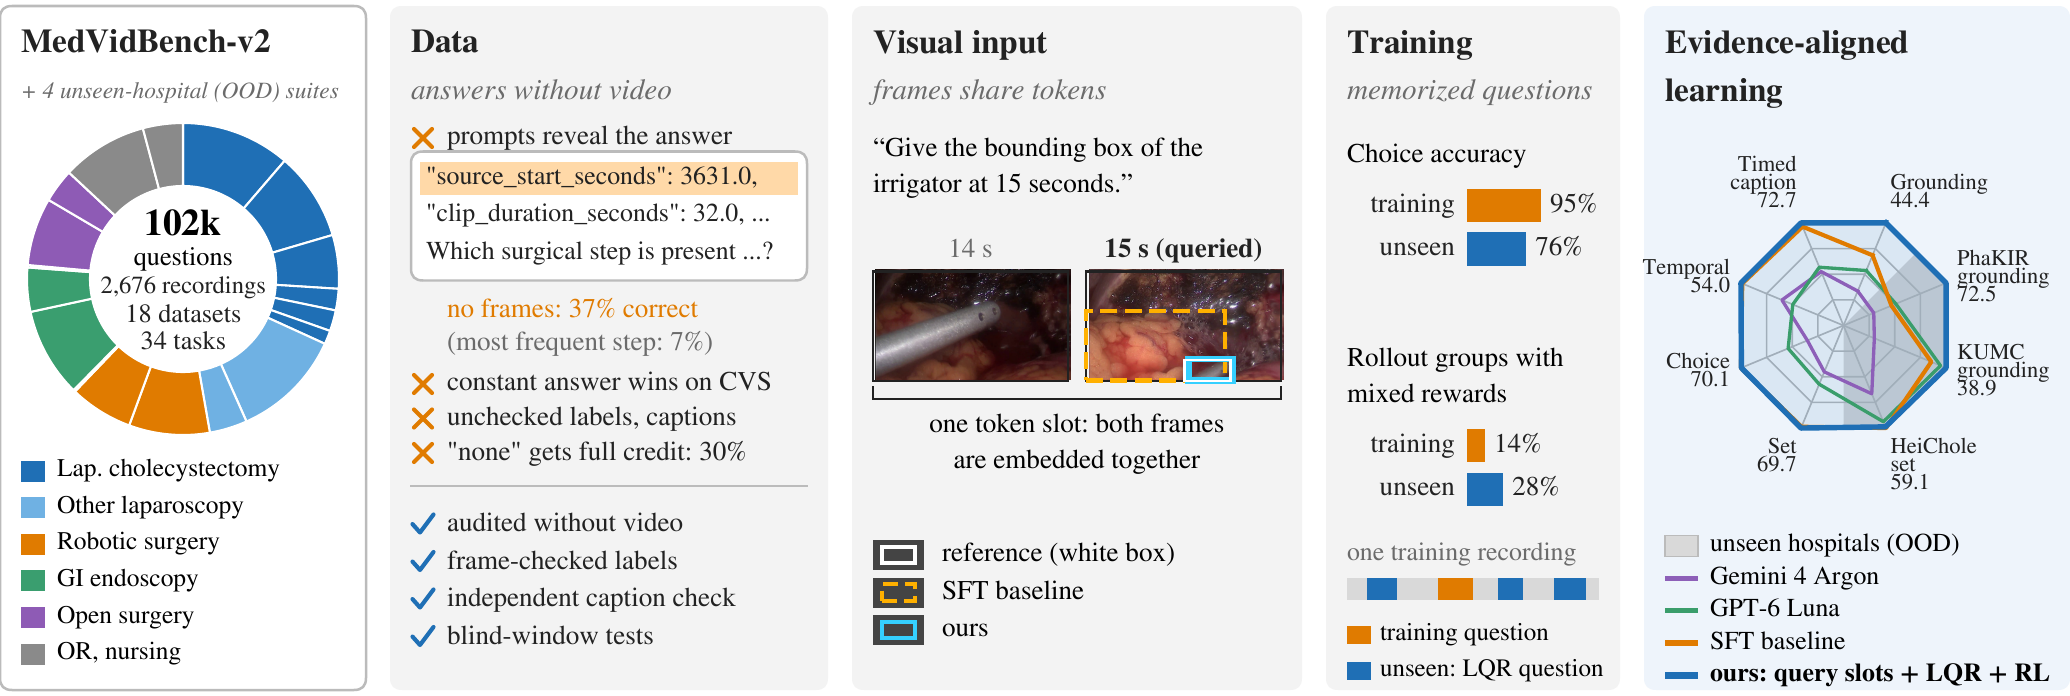 MedVidBench-v2
+ 4 unseen-hospital (OOD) suites
102k
questions
2,676 recordings
18 datasets
34 tasks
Lap. cholecystectomy
Other laparoscopy
Robotic surgery
GI endoscopy
Open surgery
OR, nursing
Data
answers without video
prompts reveal the answer
"source_start_seconds": 3631.0,
"clip_duration_seconds": 32.0, ...
Which surgical step is present ...?
no frames: 37% correct
(most frequent step: 7%)
constant answer wins on CVS
unchecked labels, captions
"none" gets full credit: 30%
audited without video
frame-checked labels
independent caption check
blind-window tests
Visual input
frames share tokens
“Give the bounding box of the
irrigator at 15 seconds.”
14 s
15 s (queried)
one token slot: both frames
are embedded together
reference (white box)
SFT baseline
ours
Training
memorized questions
Choice accuracy
training 95%
unseen 76%
Rollout groups with
mixed rewards
training 14%
unseen 28%
one training recording
training question
unseen: LQR question
Evidence-aligned
learning
Timed
caption
72.7
Grounding
44.4
PhaKIR
grounding
72.5
KUMC
grounding
38.9
HeiChole
set
59.1
Set
69.7
Choice
70.1
Temporal
54.0
unseen hospitals (OOD)
Gemini 4 Argon
GPT-6 Luna
SFT baseline
ours: query slots + LQR + RL